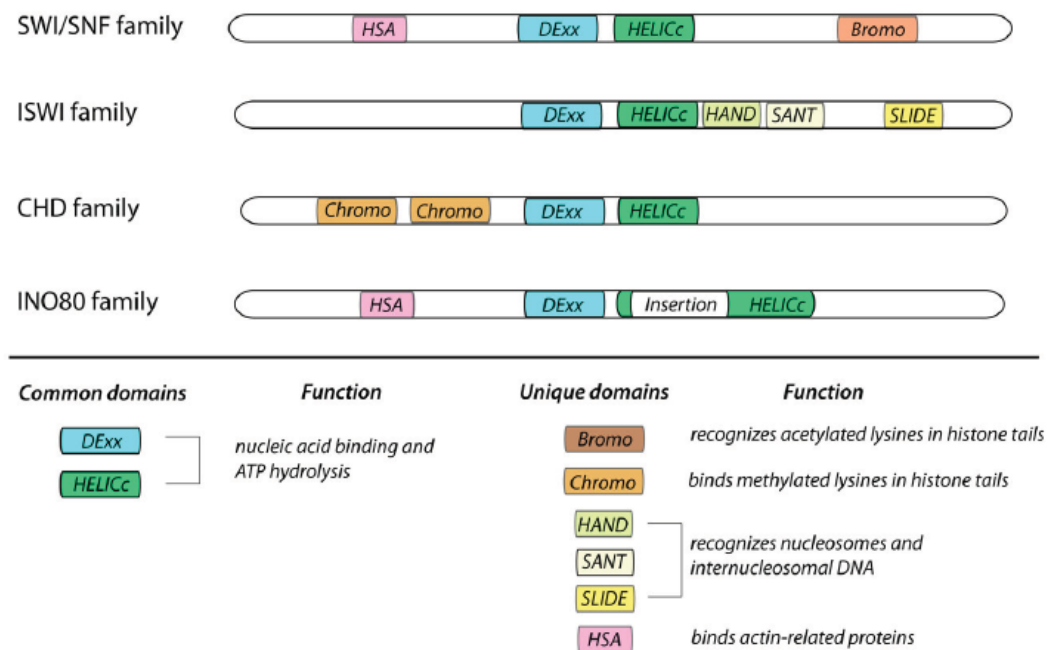 SWI/SNF family
HSA DExx HELICc Bromo
ISWI family
DExx HELICc HAND SANT SLIDE
CHD family
Chromo Chromo DExx HELICc
INO80 family
HSA DExx Insertion HELICc
Common domains Function Unique domains Function
DExx
HELICc
nucleic acid binding and
ATP hydrolysis
Bromo recognizes acetylated lysines in histone tails
Chromo binds methylated lysines in histone tails
HAND
SANT
SLIDE
recognizes nucleosomes and
internucleosomal DNA
HSA binds actin-related proteins